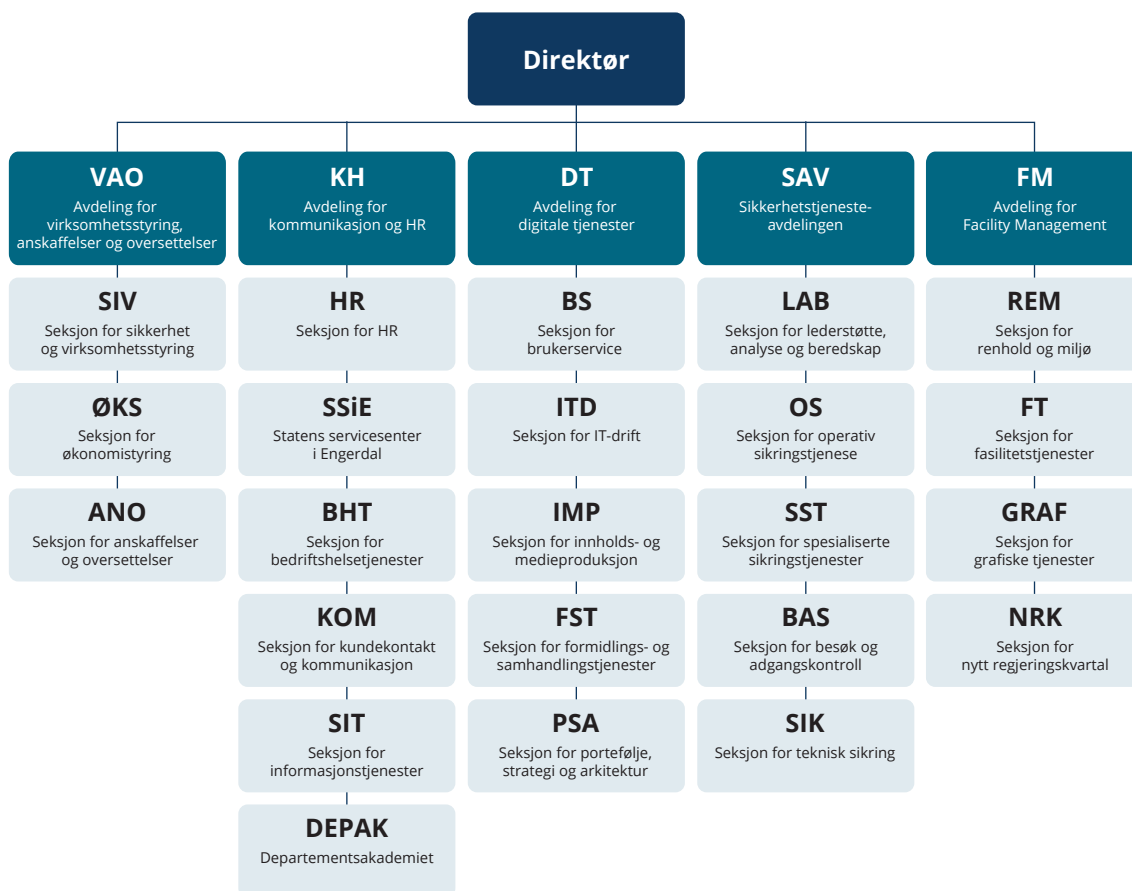 Direktør
VAO
Avdeling for
virksomhetsstyring,
anskaffelser og oversettelser
SIV
Seksjon for sikkerhet
og virksomhetsstyring
ØKS
Seksjon for
økonomistyring
ANO
Seksjon for anskaffelser
og oversettelser
KH
Avdeling for
kommunikasjon og HR
HR
Seksjon for HR
SSiE
Statens servicesenter
i Engerdal
BHT
Seksjon for
bedriftshelsetjenester
KOM
Seksjon for kundekontakt
og kommunikasjon
SIT
Seksjon for
informasjonstjenester
DEPAK
Departementsakademiet
DT
Avdeling for
digitale tjenester
BS
Seksjon for
brukerservice
ITD
Seksjon for IT-drift
IMP
Seksjon for innholds- og
medieproduksjon
FST
Seksjon for formidlings- og
samhandlingstjenester
PSA
Seksjon for portefølje,
strategi og arkitektur
SAV
Sikkerhetstjeneste-
avdelingen
LAB
Seksjon for lederstøtte,
analyse og beredskap
OS
Seksjon for operativ
sikringstjenese
SST
Seksjon for spesialiserte
sikringstjenester
BAS
Seksjon for besøk og
adgangskontroll
SIK
Seksjon for teknisk sikring
FM
Avdeling for
Facility Management
REM
Seksjon for
renhold og miljø
FT
Seksjon for
fasilitetstjenester
GRAF
Seksjon for
grafiske tjenester
NRK
Seksjon for
nytt regjeringskvartal